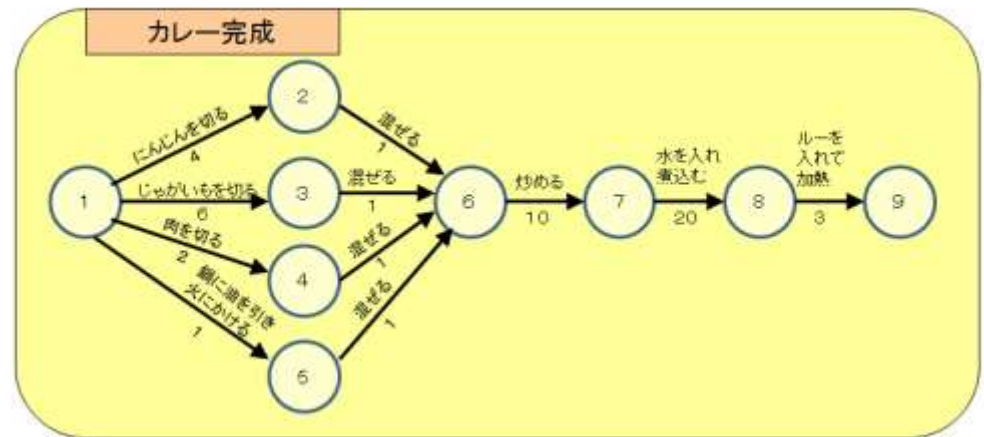 カレー完成
1
にんじんを切る
4
じゃがいもを切る
6
肉を切る
2
鍋に油を引き
火にかける
1
2
3
4
5
混ぜる
1
混ぜる
1
混ぜる
1
混ぜる
1
6
炒める
10
7
水を入れ
煮込む
20
8
ルーを
入れて
加熱
3
9